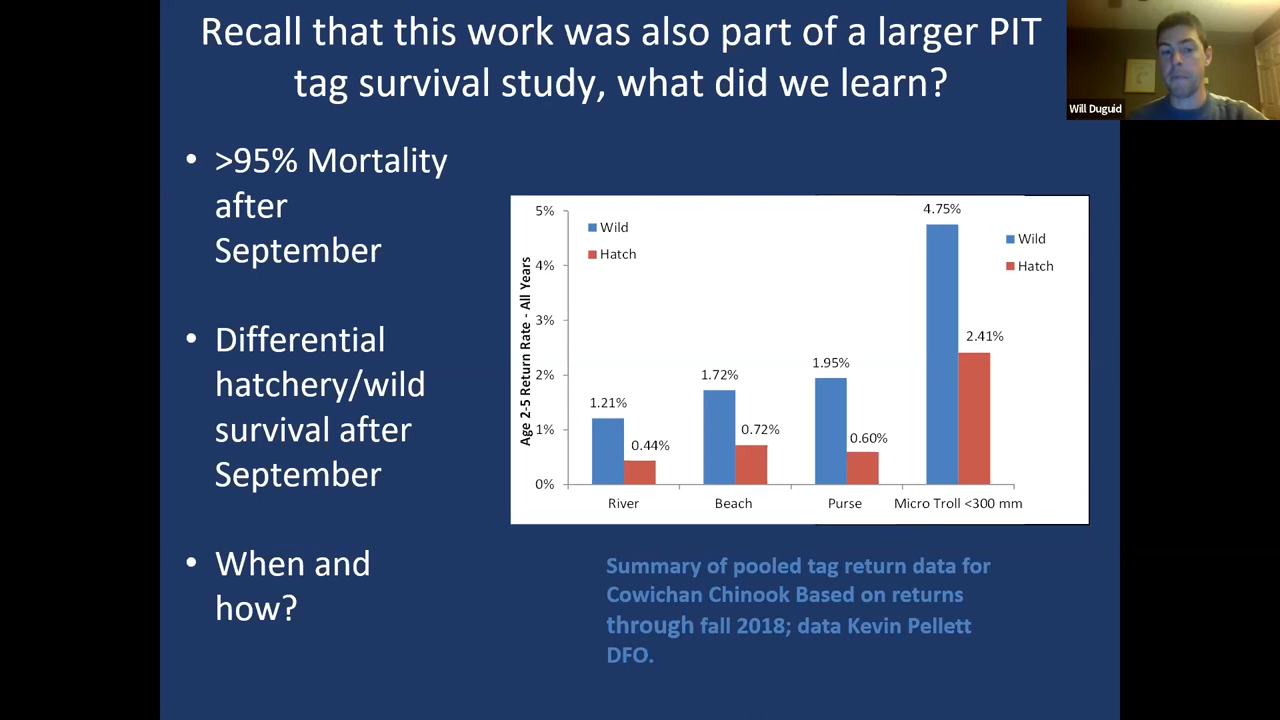 Recall that this work was also part of a larger PIT
tag survival study, what did we learn?
Will Duguid
• >95% Mortality
after
September
• Differential
hatchery/wild
survival after
September
• When and
how?
Age 2-5 Return Rate - All Years
5%
4%
3%
2%
1%
0%
Wild
Hatch
Wild
Hatch
1.21%
0.44%
1.72%
0.72%
1.95%
0.60%
4.75%
2.41%
River
Beach
Purse
Micro Troll <300 mm
Summary of pooled tag return data for
Cowichan Chinook Based on returns
through fall 2018; data Kevin Pellett
DFO.